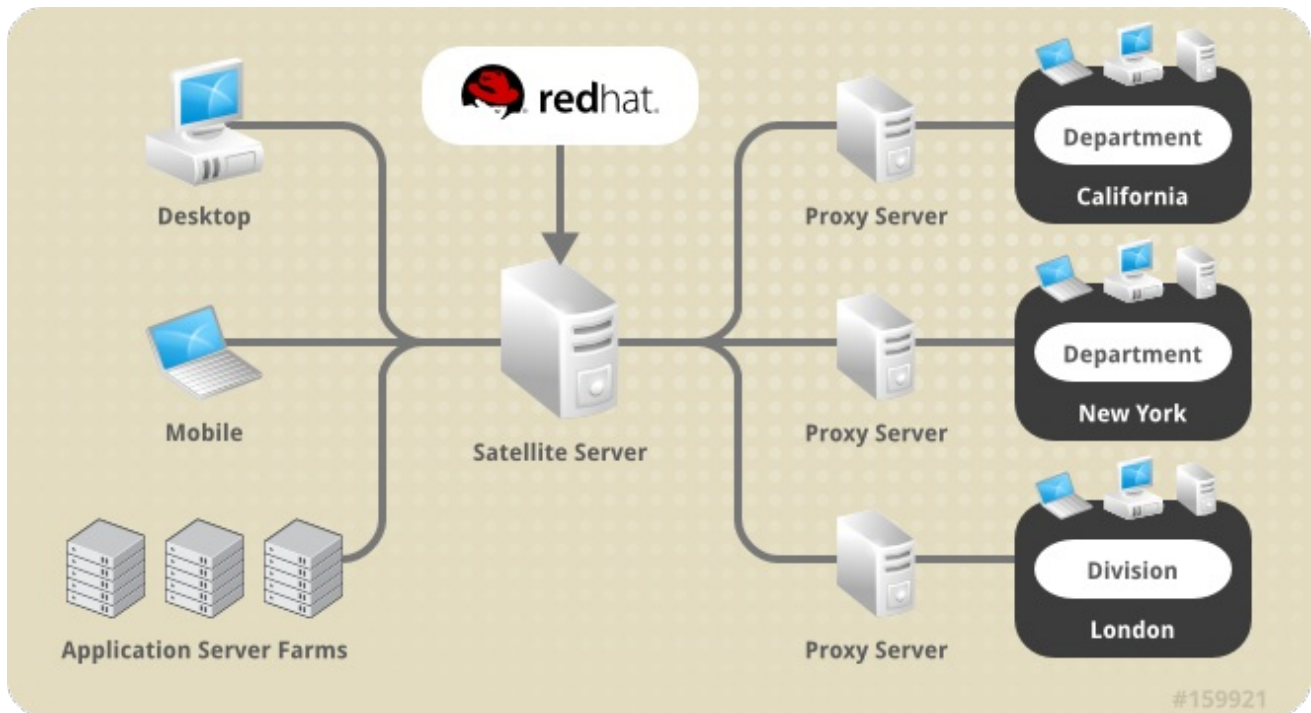 redhat.
Desktop
Proxy Server
Department
California
Mobile
Satellite Server
Proxy Server
Department
New York
Application Server Farms
Proxy Server
Division
London
#159921